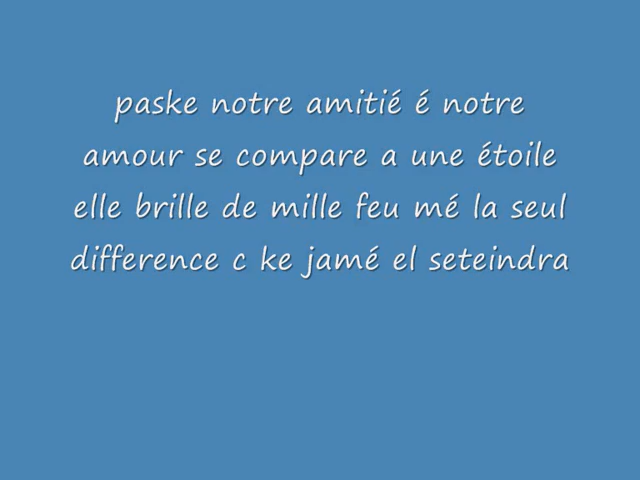 paske notre amitié é notre
amour se compare a une étoile
elle brille de mille feu mé la seul
difference c ke jamé el seteindra